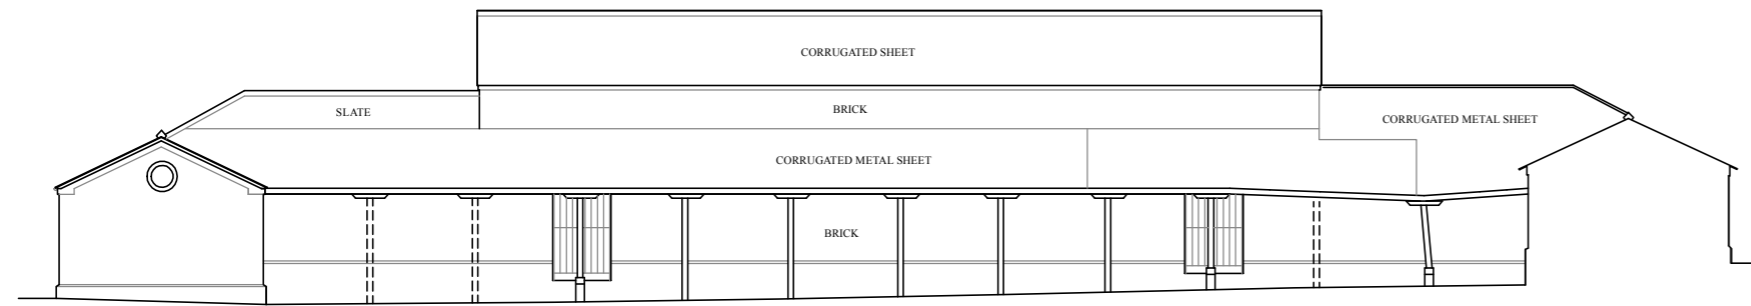 CORRUGATED SHEET
SLATE
BRICK
CORRUGATED METAL SHEET
CORRUGATED METAL SHEET
BRICK